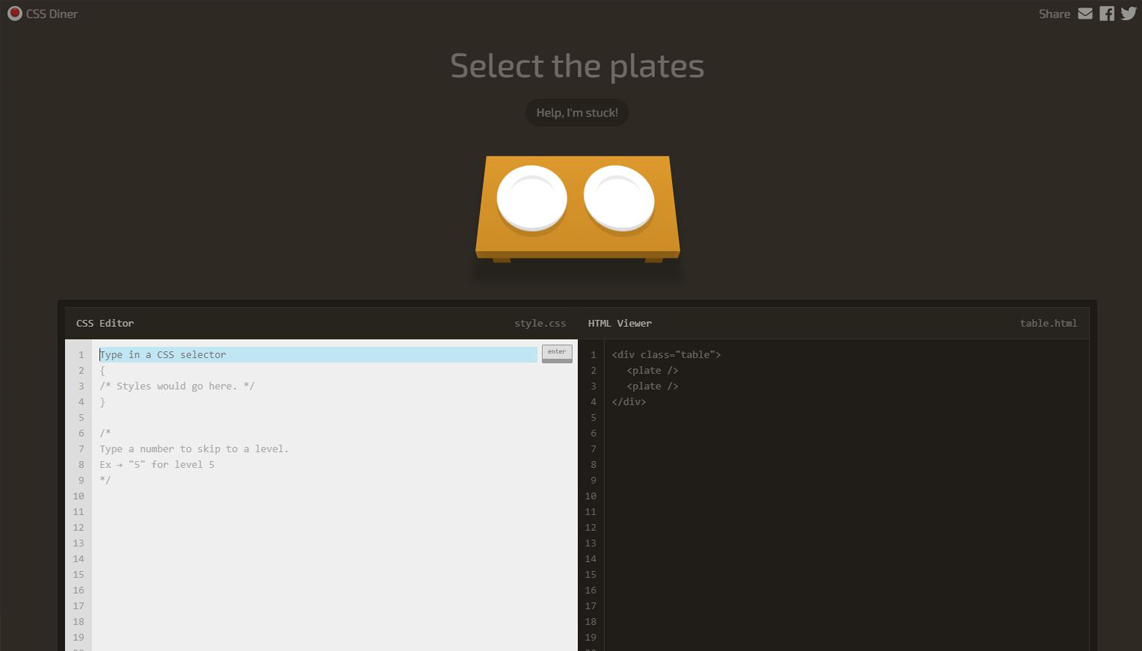 CSS Diner
Share
Select the plates
Help, I'm stuck!
CSS Editor
style.css
1 Type in a CSS selector
enter
2 {
3 /* Styles would go here. */
4 }
5
6 /*
7 Type a number to skip to a level.
8 Ex → "5" for level 5
9 */
10
11
12
13
14
15
16
17
18
19
HTML Viewer
table.html
1 <div class="table">
2 <plate />
3 <plate />
4 </div>
5
6
7
8
9
10
11
12
13
14
15
16
17
18
19